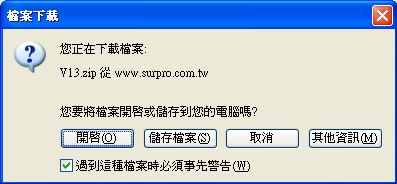 檔案下載
您正在下載檔案:
V13.zip 從 www.surpro.com.tw
您要將檔案開啓或儲存到您的電腦嗎?
開啓(O) 儲存檔案(S) 取消 其他資訊(M)
遇到這種檔案時必須事先警告(W)